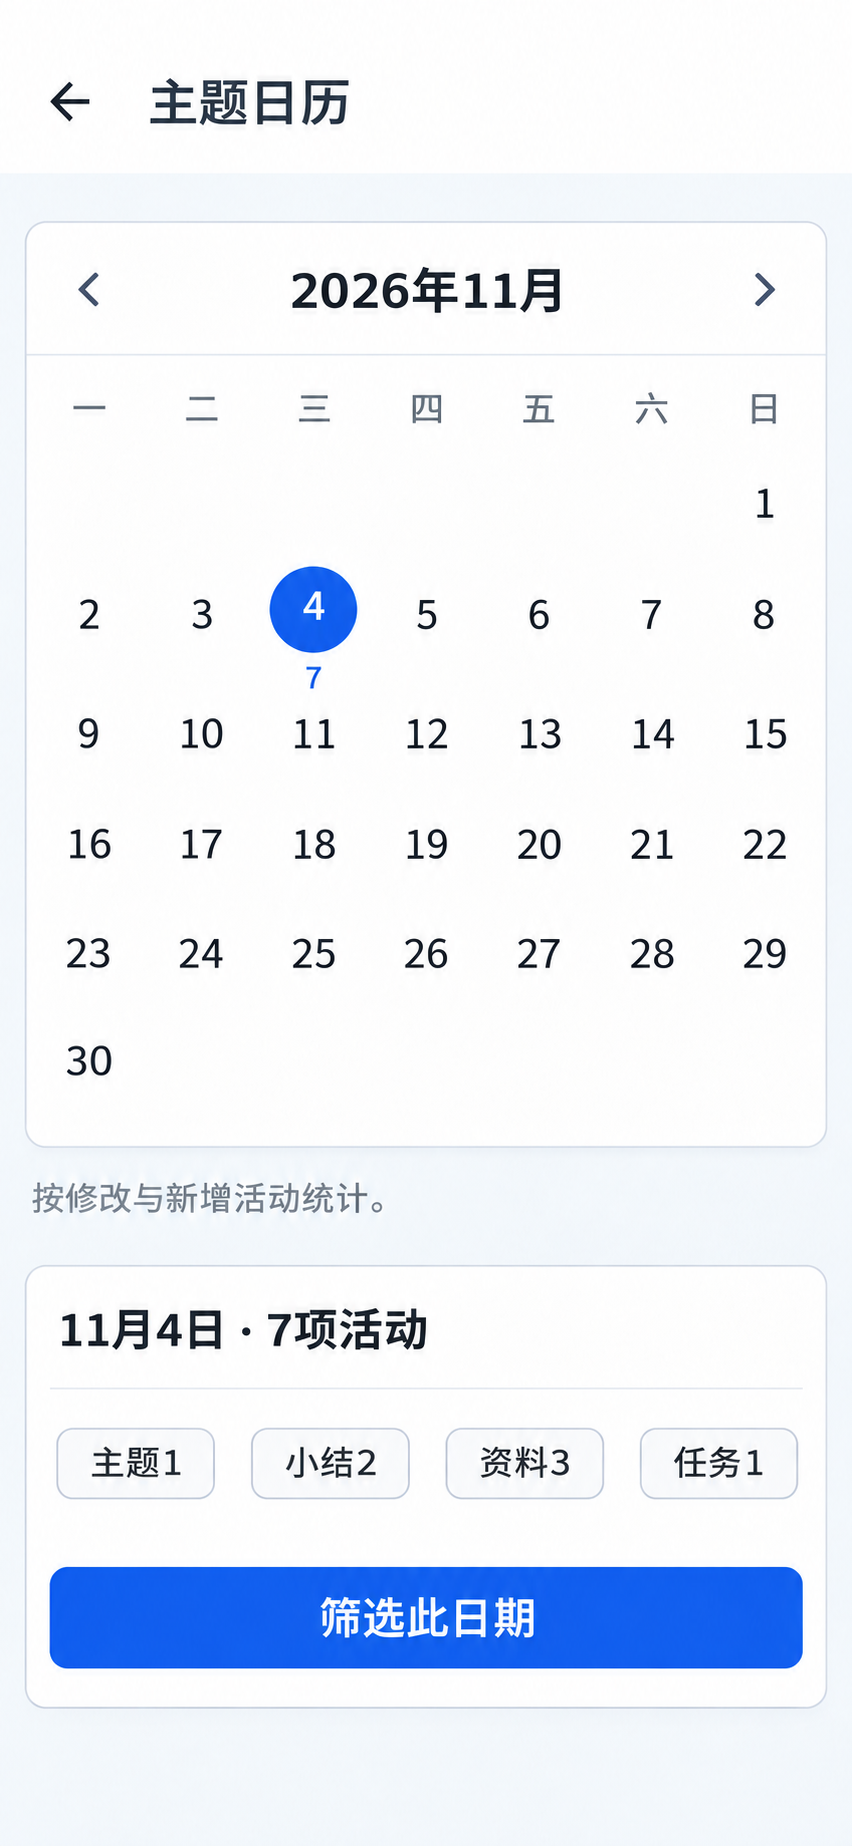 主题日历
2026年11月
一 二 三 四 五 六 日
1
2 3 4 5 6 7 8
7
9 10 11 12 13 14 15
16 17 18 19 20 21 22
23 24 25 26 27 28 29
30
按修改与新增活动统计。
11月4日 · 7项活动
主题1 小结2 资料3 任务1
筛选此日期